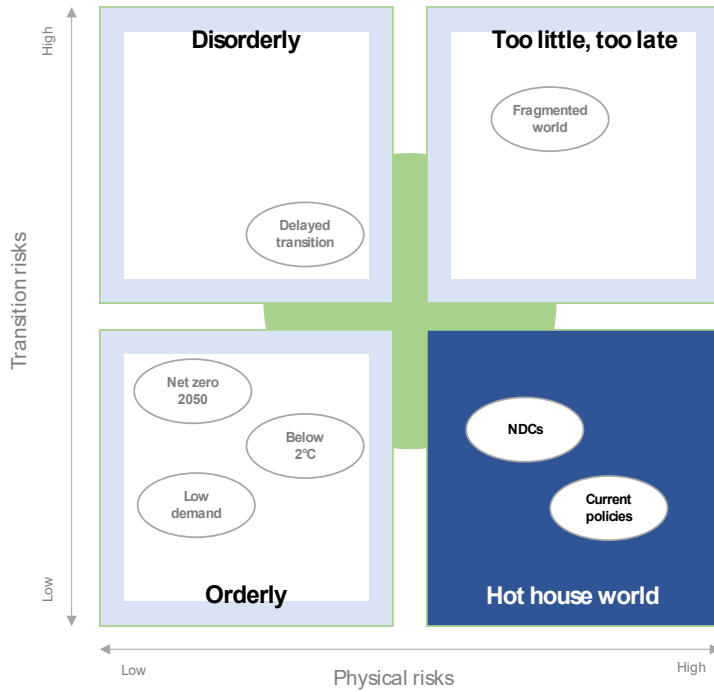 High
Disorderly
Too little, too late
Fragmented
world
Delayed
transition
Transition risks
Net zero
2050
Below
2°C
Low
demand
NDCs
Current
policies
Low
Orderly
Hot house world
Low
Physical risks
High